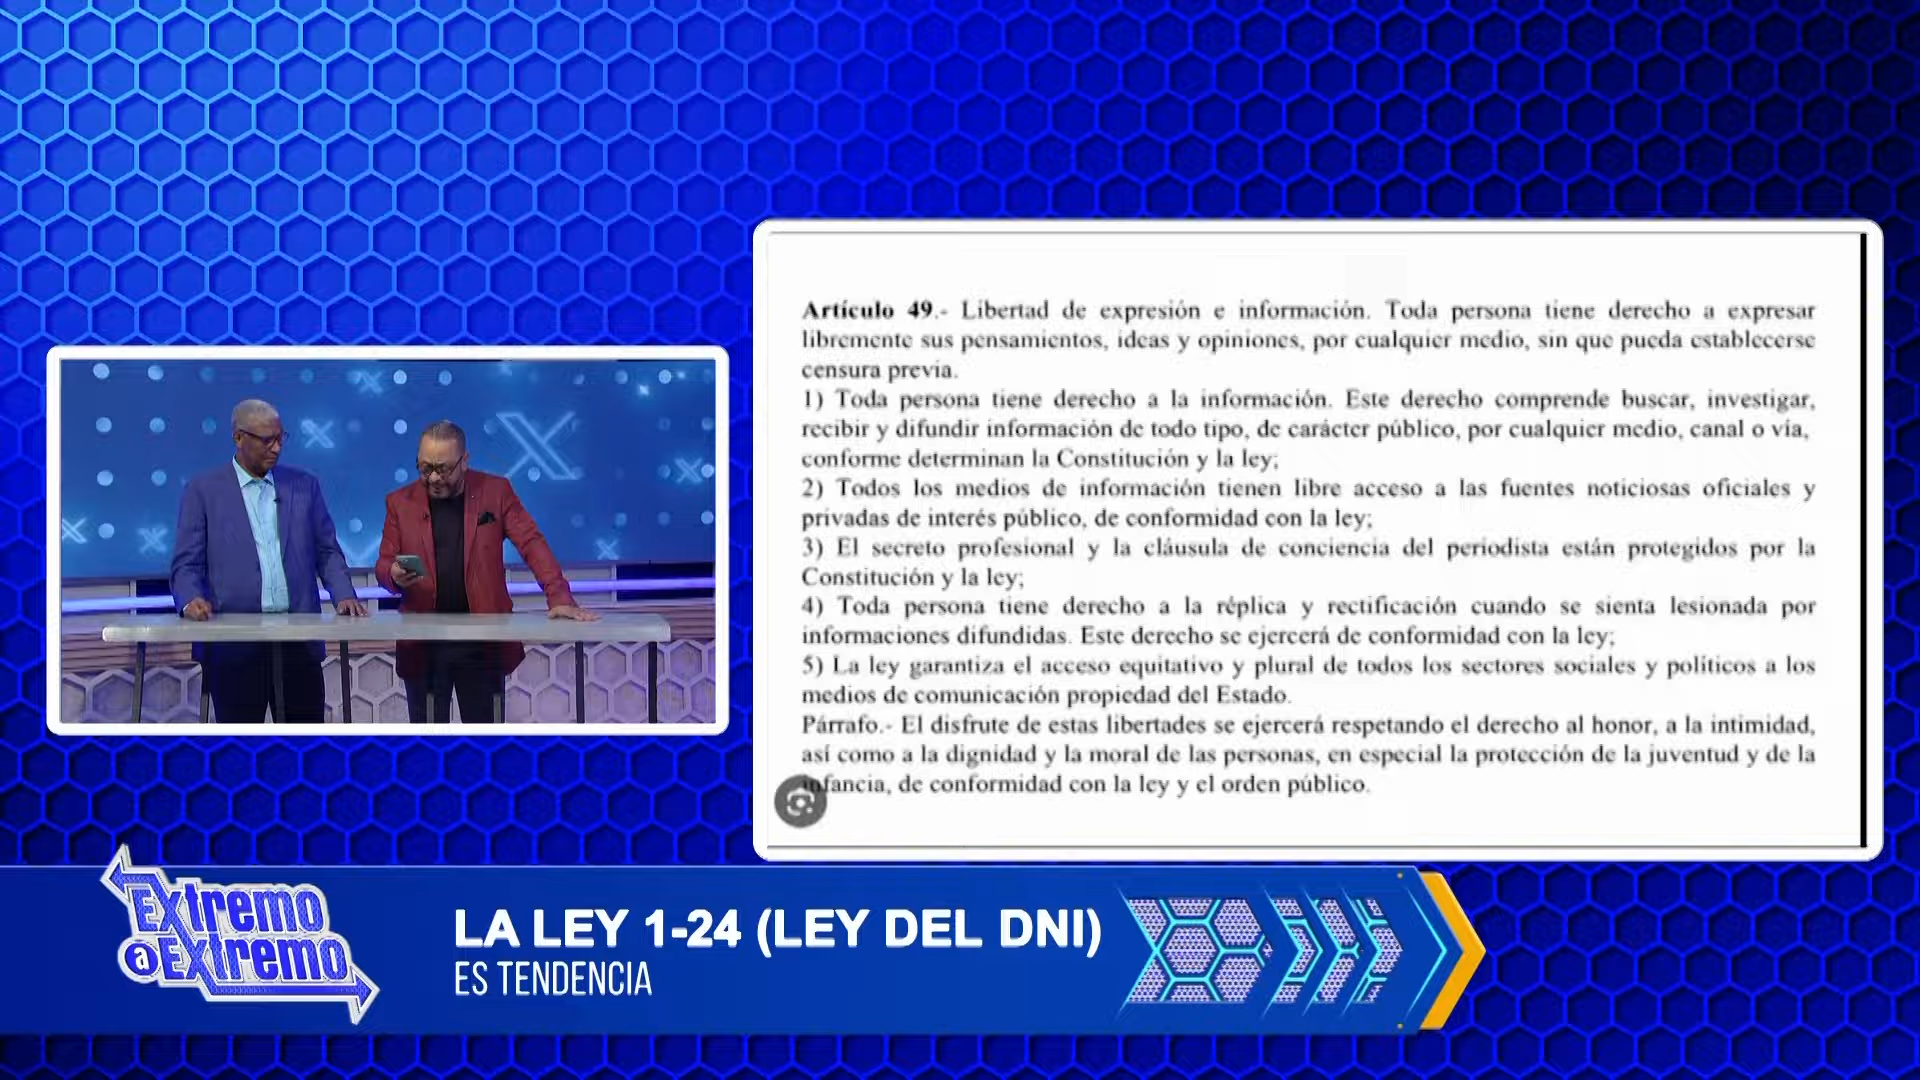 Artículo 49.- Libertad de expresión e información. Toda persona tiene derecho a expresar
libremente sus pensamientos, ideas y opiniones, por cualquier medio, sin que pueda establecerse
censura previa.
1) Toda persona tiene derecho a la información. Este derecho comprende buscar, investigar,
recibir y difundir información de todo tipo, de carácter público, por cualquier medio, canal o vía,
conforme determinan la Constitución y la ley;
2) Todos los medios de información tienen libre acceso a las fuentes noticiosas oficiales y
privadas de interés público, de conformidad con la ley;
3) El secreto profesional y la cláusula de conciencia del periodista están protegidos por la
Constitución y la ley;
4) Toda persona tiene derecho a la réplica y rectificación cuando se sienta lesionada por
informaciones difundidas. Este derecho se ejercerá de conformidad con la ley;
5) La ley garantiza el acceso equitativo y plural de todos los sectores sociales y políticos a los
medios de comunicación propiedad del Estado.
Párrafo.- El disfrute de estas libertades se ejercerá respetando el derecho al honor, a la intimidad,
así como a la dignidad y la moral de las personas, en especial la protección de la juventud y de la
infancia, de conformidad con la ley y el orden público.
Extremo
a Extremo
LA LEY 1-24 (LEY DEL DNI)
ES TENDENCIA